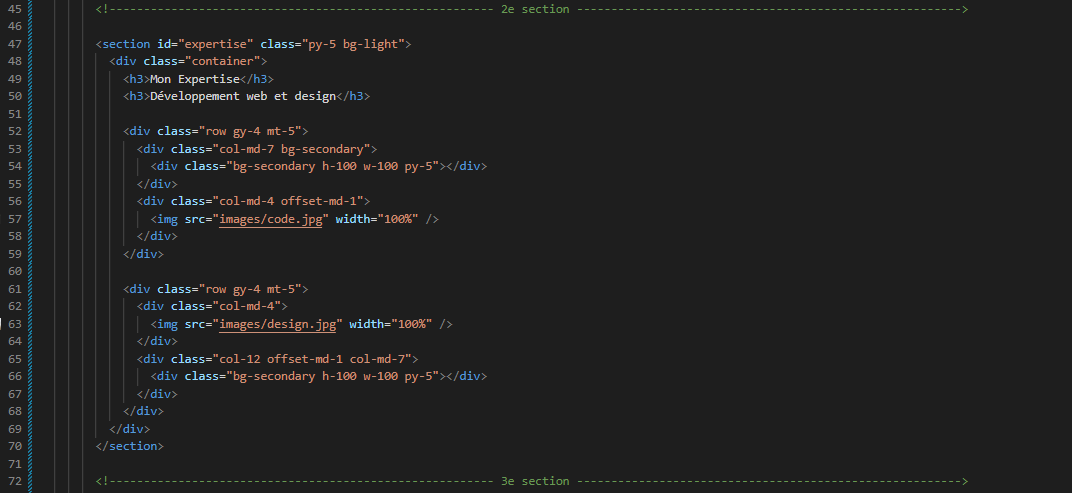 45 <!-------------------------------------------------------- 2e section -------------------------------------------------------->
46
47 <section id="expertise" class="py-5 bg-light">
48 <div class="container">
49 <h3>Mon Expertise</h3>
50 <h3>Développement web et design</h3>
51
52 <div class="row gy-4 mt-5">
53 <div class="col-md-7 bg-secondary">
54 <div class="bg-secondary h-100 w-100 py-5"></div>
55 </div>
56 <div class="col-md-4 offset-md-1">
57 <img src="images/code.jpg" width="100%" />
58 </div>
59 </div>
60
61 <div class="row gy-4 mt-5">
62 <div class="col-md-4">
63 <img src="images/design.jpg" width="100%" />
64 </div>
65 <div class="col-12 offset-md-1 col-md-7">
66 <div class="bg-secondary h-100 w-100 py-5"></div>
67 </div>
68 </div>
69 </div>
70 </section>
71
72 <!-------------------------------------------------------- 3e section -------------------------------------------------------->